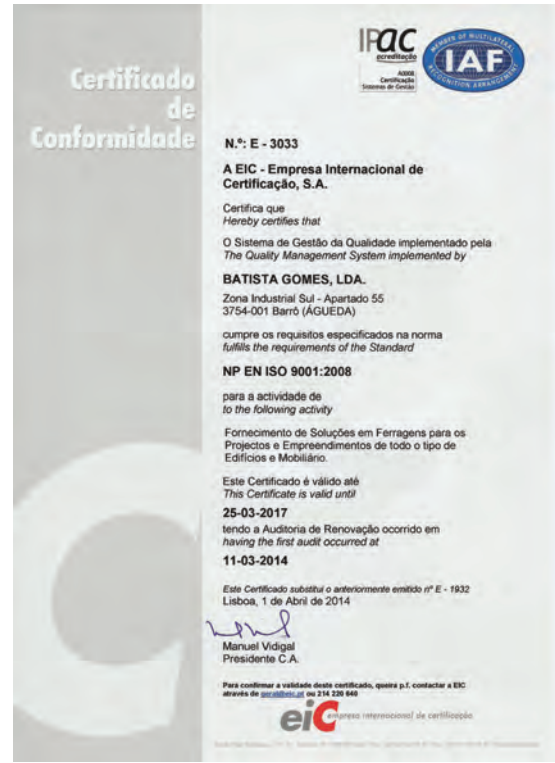 IPAC
acreditação
A0008
Certificação
Sistemas de Gestão
MEMBER OF MULTILATERAL
IAF
RECOGNITION ARRANGEMENT
Certificado
de
Conformidade
N.º: E - 3033
A EIC - Empresa Internacional de
Certificação, S.A.
Certifica que
Hereby certifies that
O Sistema de Gestão da Qualidade implementado pela
The Quality Management System implemented by
BATISTA GOMES, LDA.
Zona Industrial Sul - Apartado 55
3754-001 Barrô (ÁGUEDA)
cumpre os requisitos especificados na norma
fulfills the requirements of the Standard
NP EN ISO 9001:2008
para a actividade de
to the following activity
Fornecimento de Soluções em Ferragens para os
Projectos e Empreendimentos de todo o tipo de
Edifícios e Mobiliário.
Este Certificado é válido até
This Certificate is valid until
25-03-2017
tendo a Auditoria de Renovação ocorrido em
having the first audit occurred at
11-03-2014
Este Certificado substitui o anteriormente emitido nº E - 1932
Lisboa, 1 de Abril de 2014
Manuel Vidigal
Presidente C.A.
Para confirmar a validade deste certificado, queira p.f. contactar a EIC
através de geral@eic.pt ou 214 220 640
eiC empresa internacional de certificação